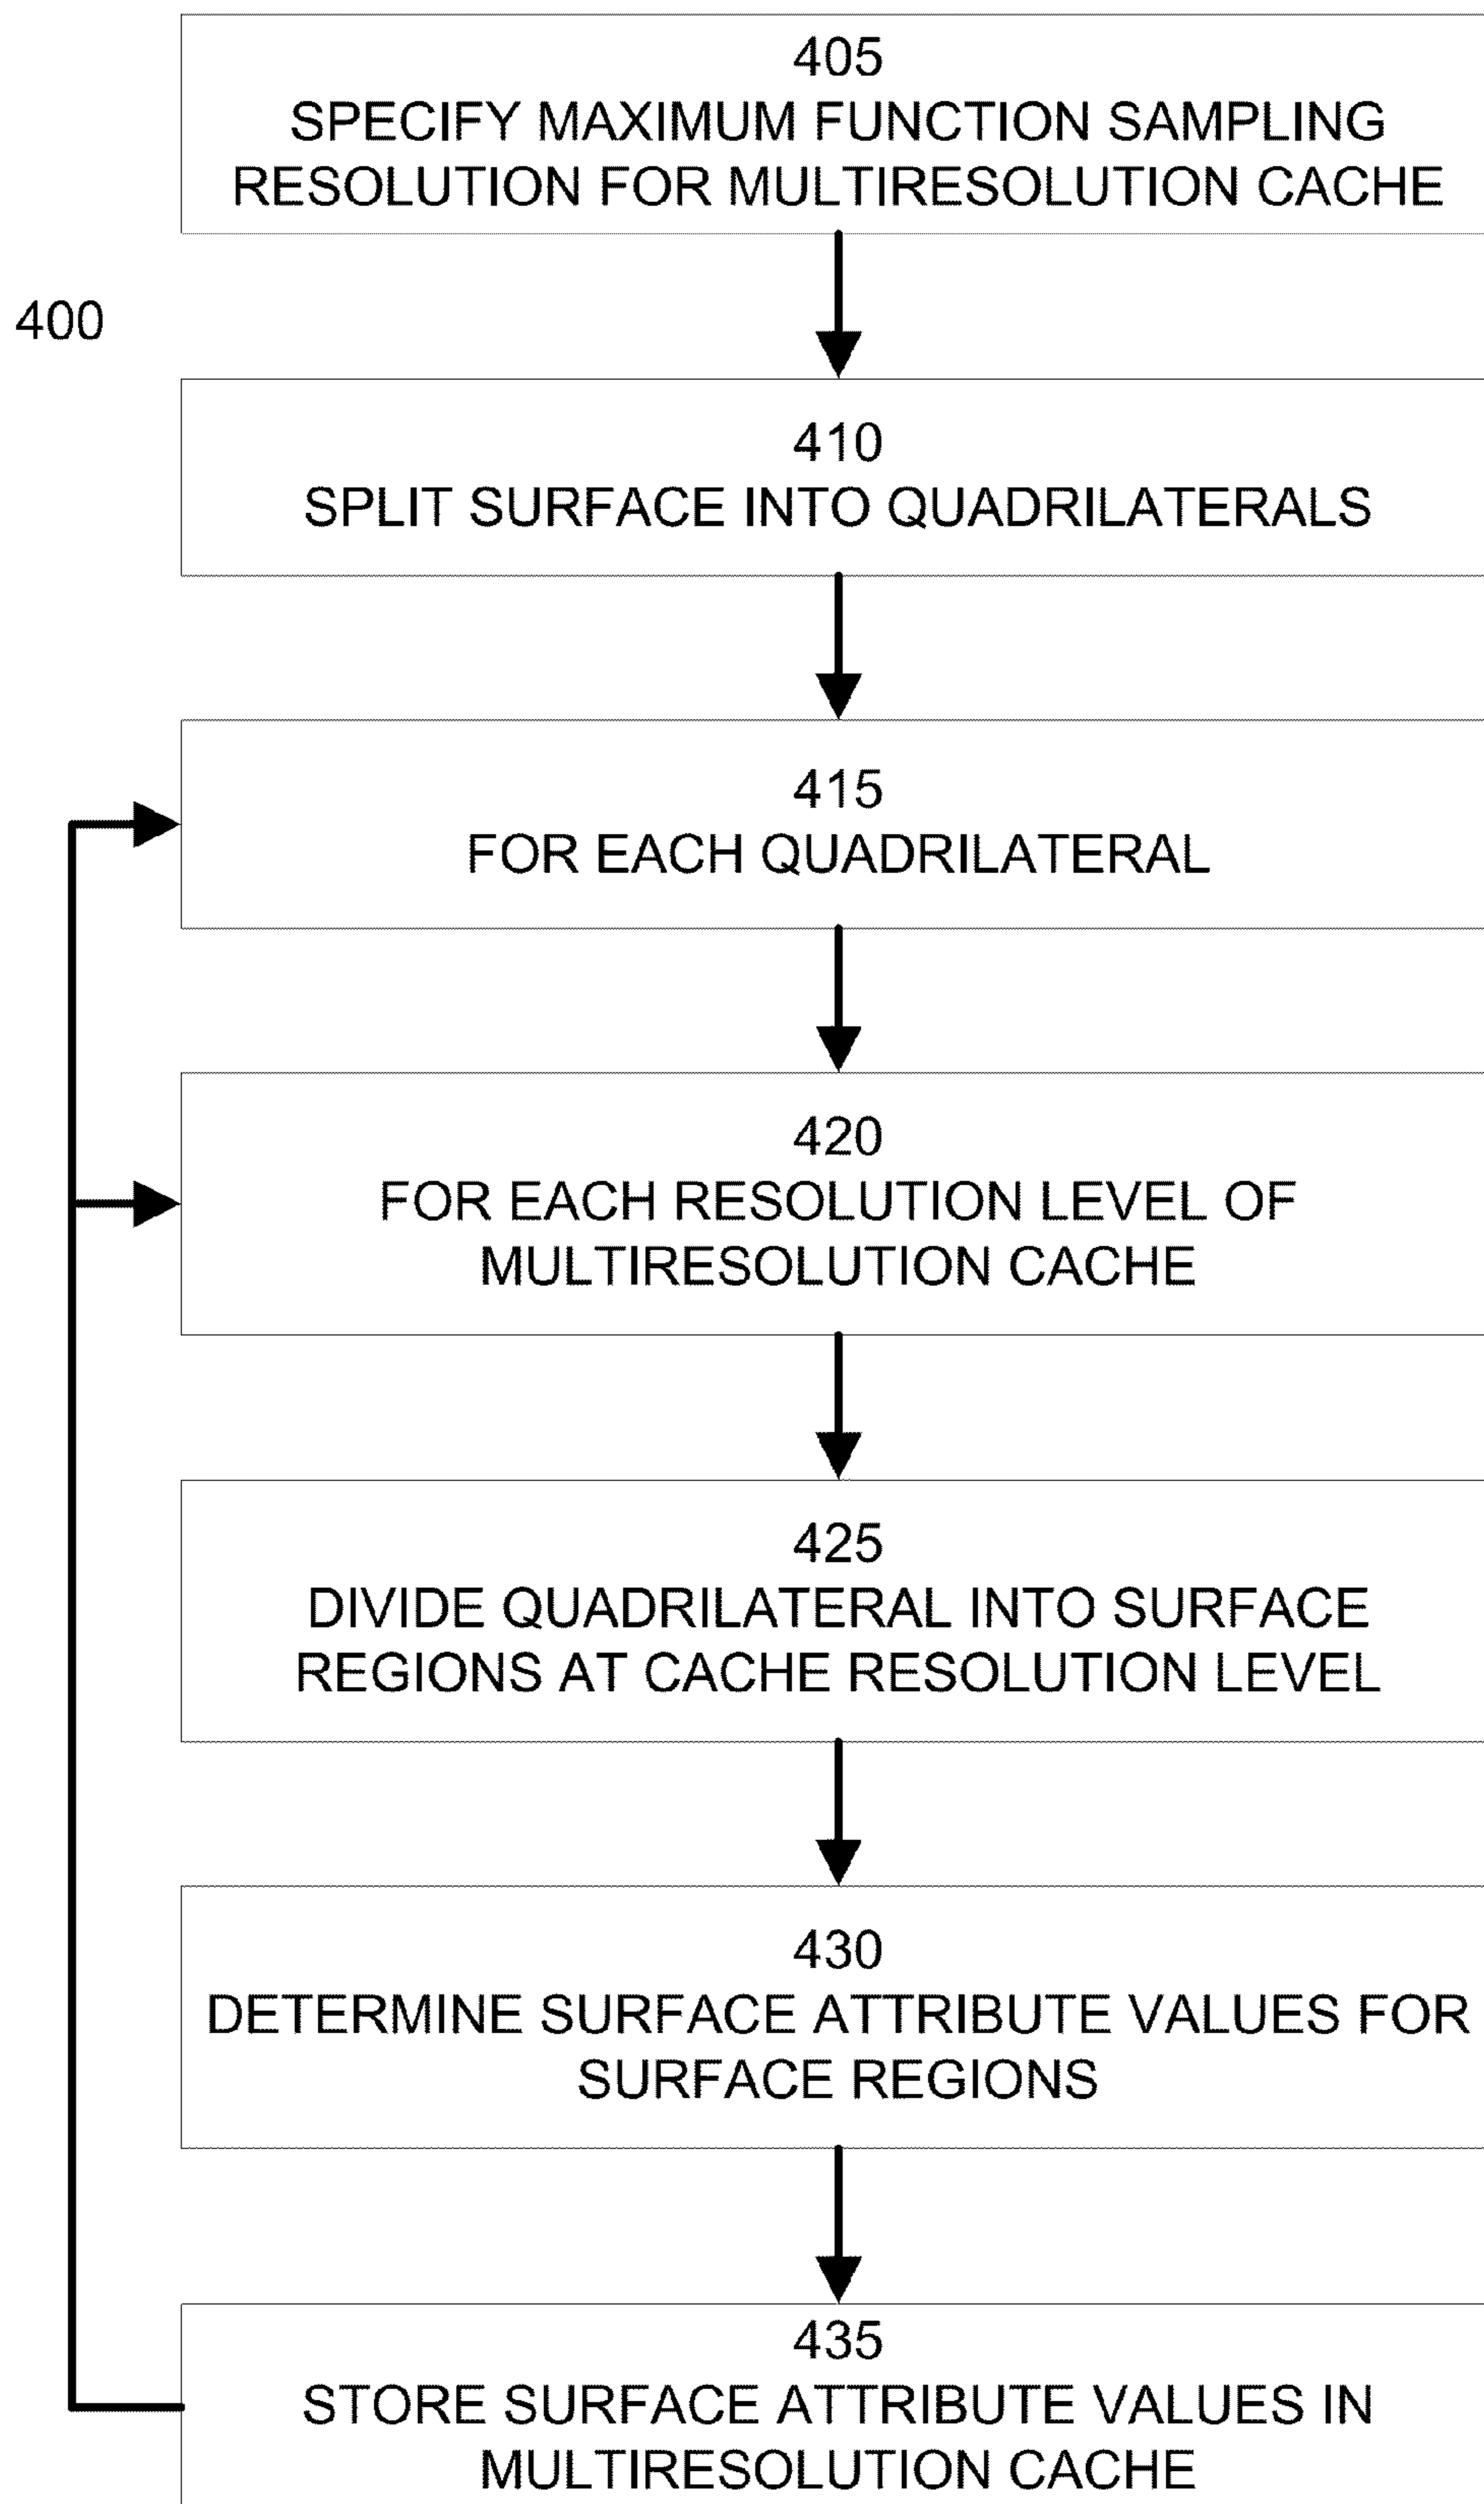 405
SPECIFY MAXIMUM FUNCTION SAMPLING
RESOLUTION FOR MULTIRESOLUTION CACHE
400
410
SPLIT SURFACE INTO QUADRILATERALS
415
FOR EACH QUADRILATERAL
420
FOR EACH RESOLUTION LEVEL OF
MULTIRESOLUTION CACHE
425
DIVIDE QUADRILATERAL INTO SURFACE
REGIONS AT CACHE RESOLUTION LEVEL
430
DETERMINE SURFACE ATTRIBUTE VALUES FOR
SURFACE REGIONS
435
STORE SURFACE ATTRIBUTE VALUES IN
MULTIRESOLUTION CACHE